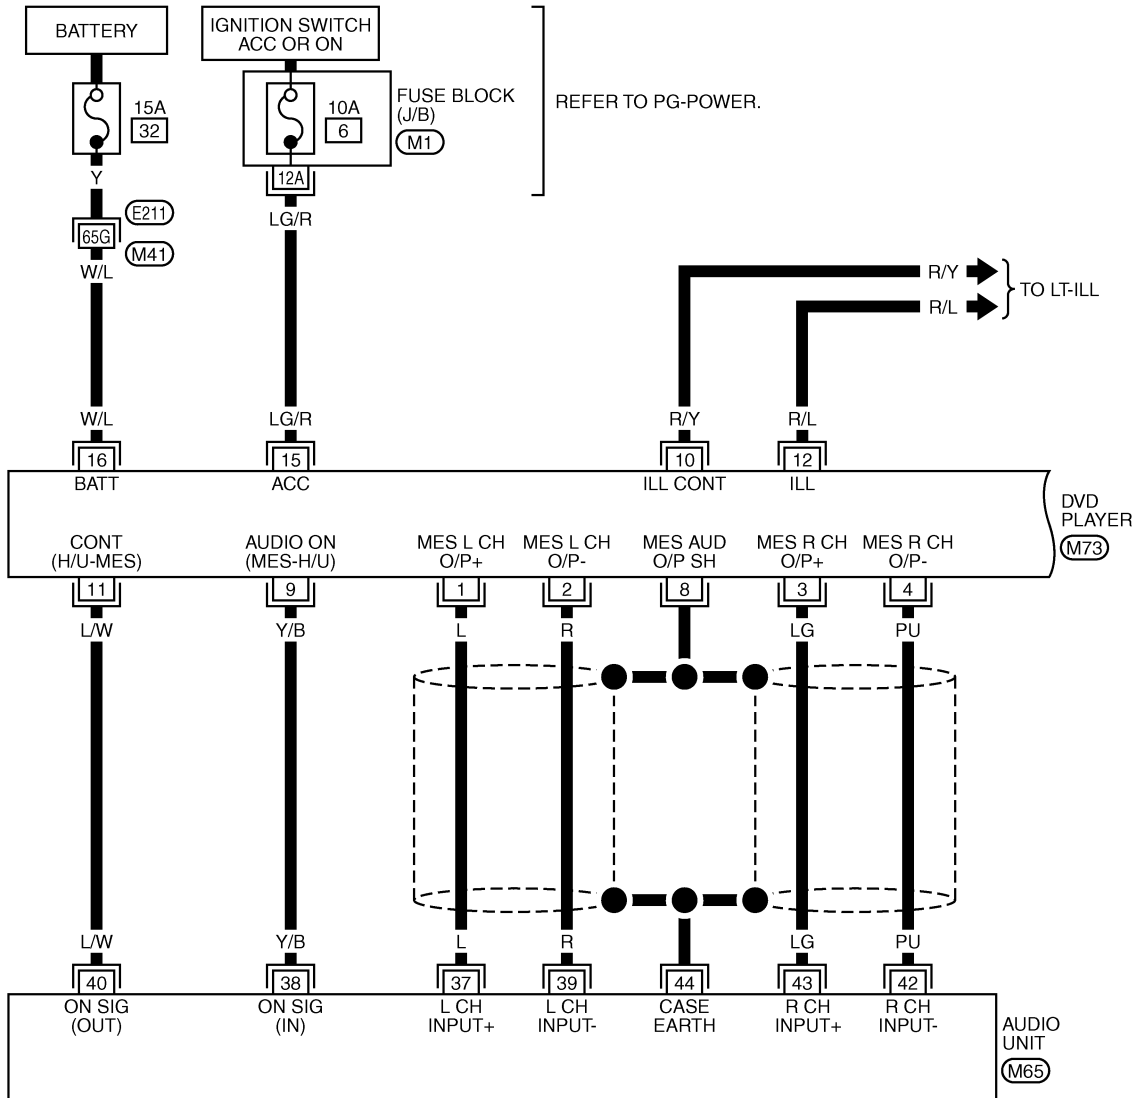 BATTERY
IGNITION SWITCH
ACC OR ON
15A
32
10A
6
FUSE BLOCK
(J/B)
M1
REFER TO PG-POWER.
Y
12A
E211
65G
M41
LG/R
W/L
R/Y
R/L
TO LT-ILL
W/L
LG/R
R/Y
R/L
16
15
10
12
BATT
ACC
ILL CONT
ILL
DVD
PLAYER
M73
CONT
(H/U-MES)
AUDIO ON
(MES-H/U)
MES L CH
O/P+
MES L CH
O/P-
MES AUD
O/P SH
MES R CH
O/P+
MES R CH
O/P-
11
9
1
2
8
3
4
L/W
Y/B
L
R
LG
PU
L/W
Y/B
L
R
LG
PU
40
38
37
39
44
43
42
ON SIG
(OUT)
ON SIG
(IN)
L CH
INPUT+
L CH
INPUT-
CASE
EARTH
R CH
INPUT+
R CH
INPUT-
AUDIO
UNIT
M65